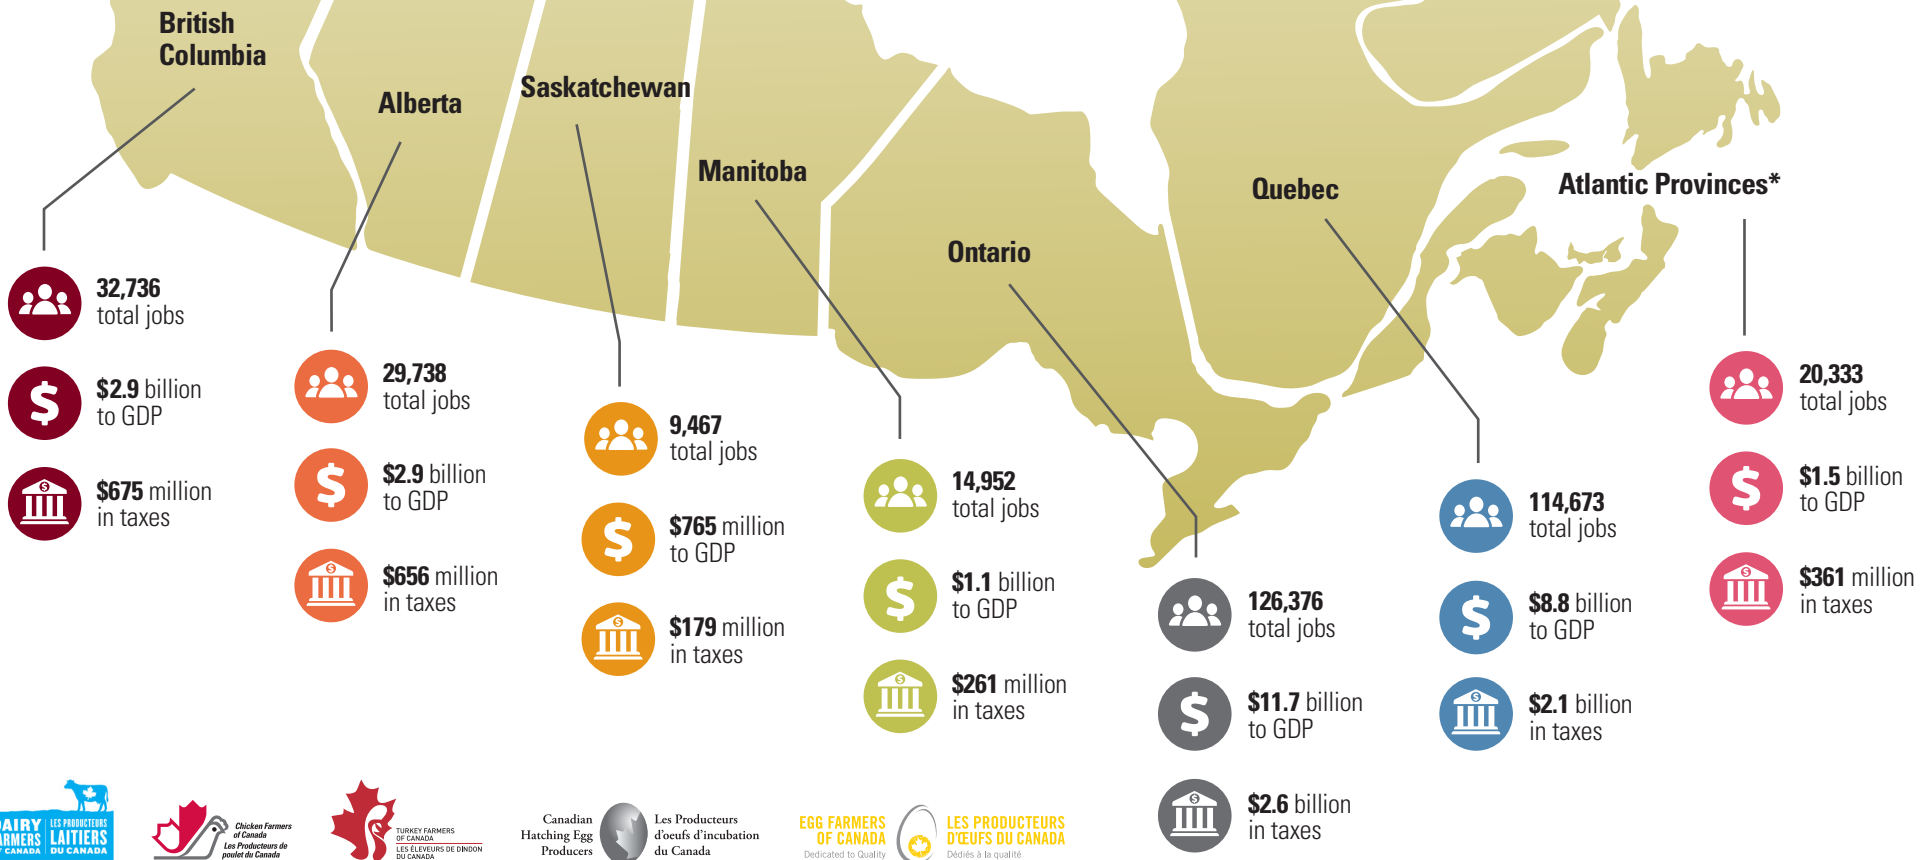 British
Columbia
Alberta
Saskatchewan
Manitoba
Ontario
Quebec
Atlantic Provinces*
32,736
total jobs
$2.9 billion
to GDP
$675 million
in taxes
29,738
total jobs
$2.9 billion
to GDP
$656 million
in taxes
9,467
total jobs
$765 million
to GDP
$179 million
in taxes
14,952
total jobs
$1.1 billion
to GDP
$261 million
in taxes
126,376
total jobs
$11.7 billion
to GDP
$2.6 billion
in taxes
114,673
total jobs
$8.8 billion
to GDP
$2.1 billion
in taxes
20,333
total jobs
$1.5 billion
to GDP
$361 million
in taxes
DAIRY
FARMERS
OF CANADA
LES PRODUCTEURS
LAITIERS
DU CANADA
Chicken Farmers
of Canada
Les Producteurs de
poulet du Canada
TURKEY FARMERS
OF CANADA
LES ÉLEVEURS DE DINDON
DU CANADA
Canadian
Hatching Egg
Producers
Les Producteurs
d'oeufs d'incubation
du Canada
EGG FARMERS
OF CANADA
Dedicated to Quality
LES PRODUCTEURS
D'ŒUFS DU CANADA
Dédiés à la qualité